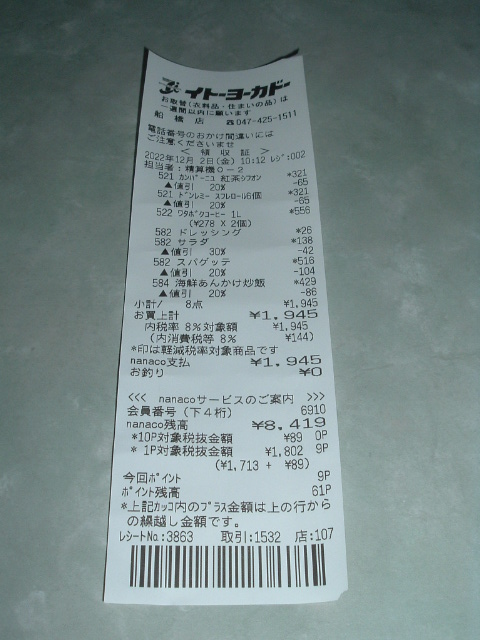 イトーヨーカドー
お取替(衣料品・住まいの品)は
一週間以内に願います
船橋店 ☎047-425-1511
電話番号のおかけ間違いには
ご注意くださいませ
< 領収証 >
2022年12月 2日(金) 10:12 レジ:002
担当者:精算機0-2
521 カンパーニュ 紅茶シフォン *321
▲値引 20% -65
521 ドンレミー スフレロール6個 *321
▲値引 20% -65
522 ワタボクコーヒー 1L *556
(¥278 X 2個)
582 ドレッシング *26
582 サラダ *138
▲値引 30% -42
582 スパゲッテ *516
▲値引 20% -104
584 海鮮あんかけ炒飯 *429
▲値引 20% -86
小計/ 8点 ¥1,945
お買上計 ¥1,945
内税率 8%対象額 ¥1,945
(内消費税等 8% ¥144)
*印は軽減税率対象商品です
nanaco支払 ¥1,945
お釣り ¥0
<<< nanacoサービスのご案内 >>>
会員番号(下4桁) 6910
nanaco残高 ¥8,419
*10P対象税抜金額 ¥89 0P
* 1P対象税抜金額 ¥1,802 9P
(¥1,713 + ¥89)
今回ポイント 9P
ポイント残高 61P
*上記カッコ内のプラス金額は上の行から
の繰越し金額です。
レシートNo:3863 取引:1532 店:107